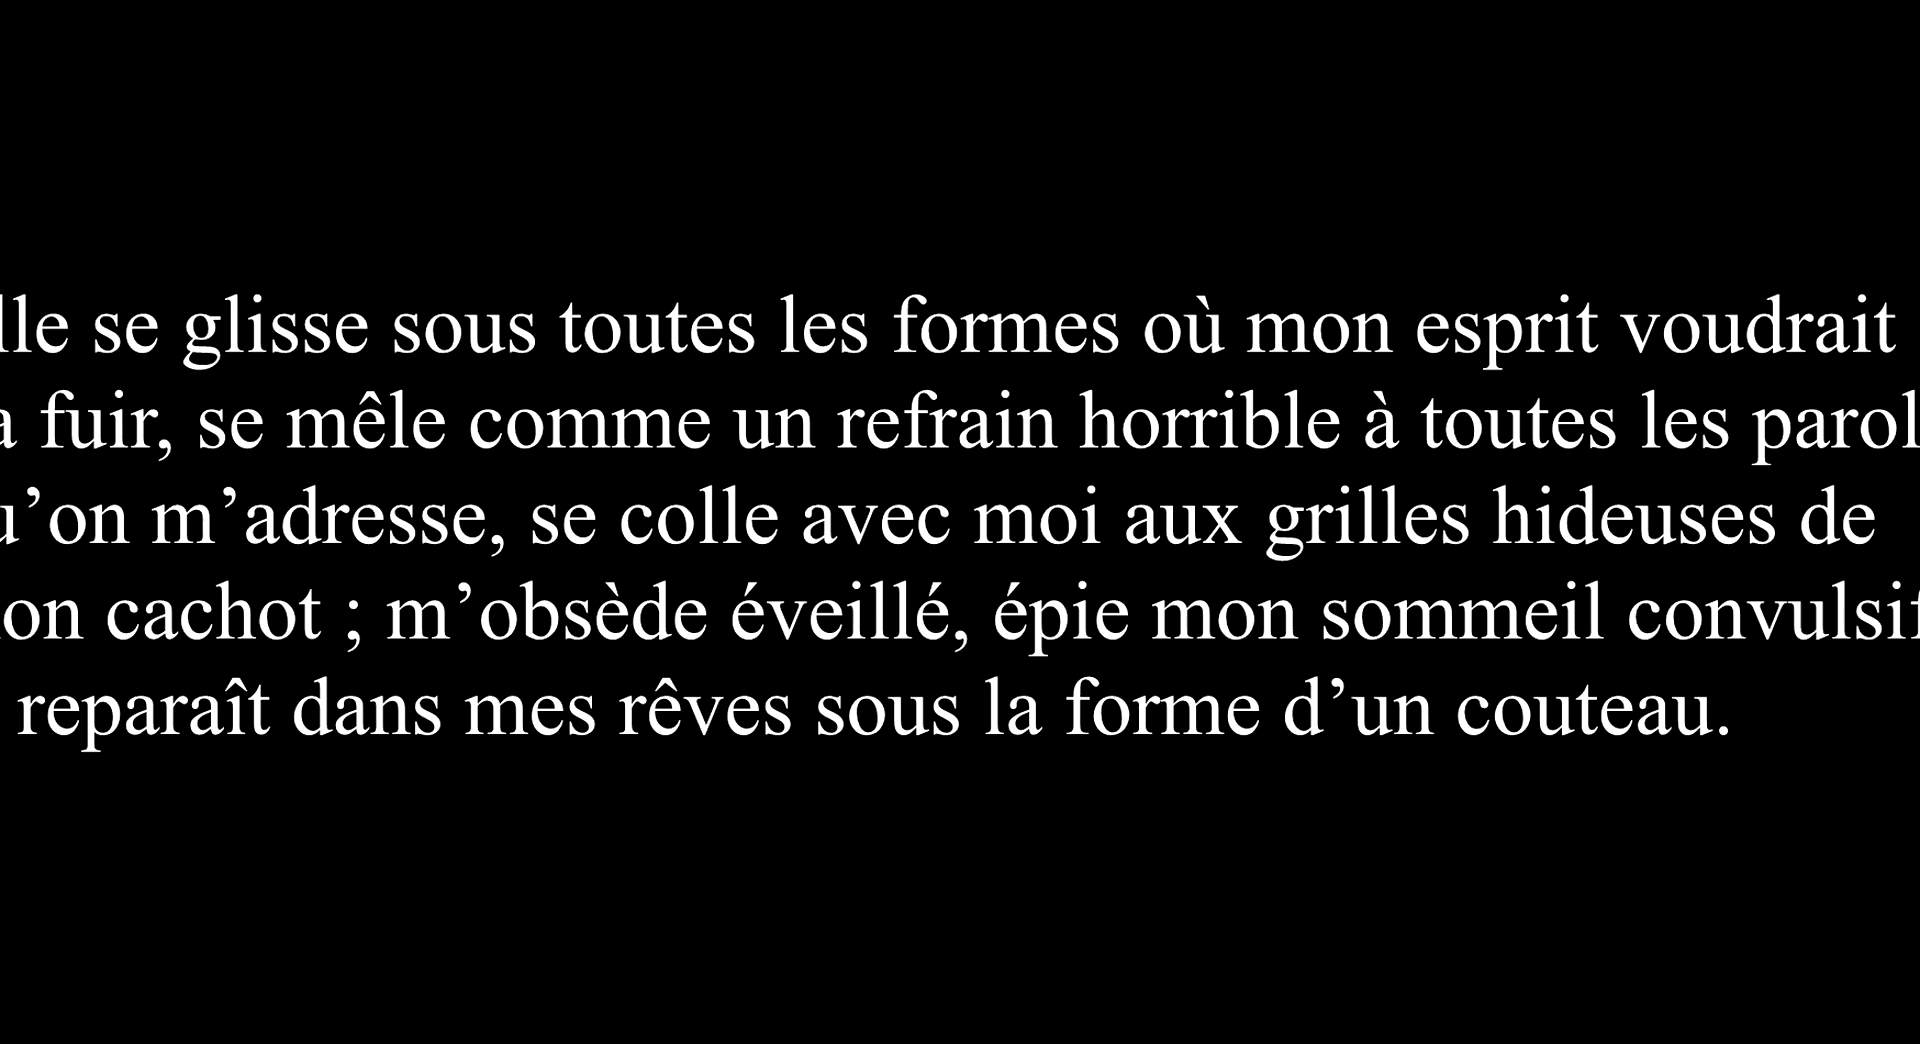 lle se glisse sous toutes les formes où mon esprit voudrait
a fuir, se mêle comme un refrain horrible à toutes les parol
u’on m’adresse, se colle avec moi aux grilles hideuses de
on cachot ; m’obsède éveillé, épie mon sommeil convulsif
reparaît dans mes rêves sous la forme d’un couteau.